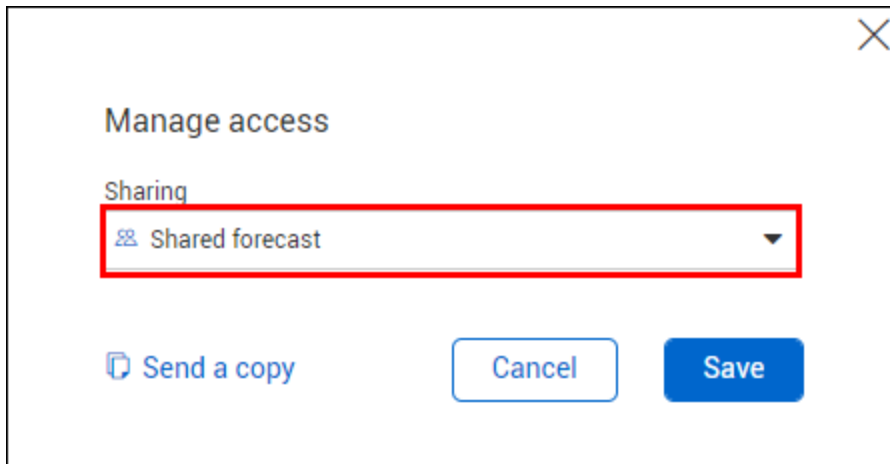 Manage access
Sharing
Shared forecast
Send a copy
Cancel
Save